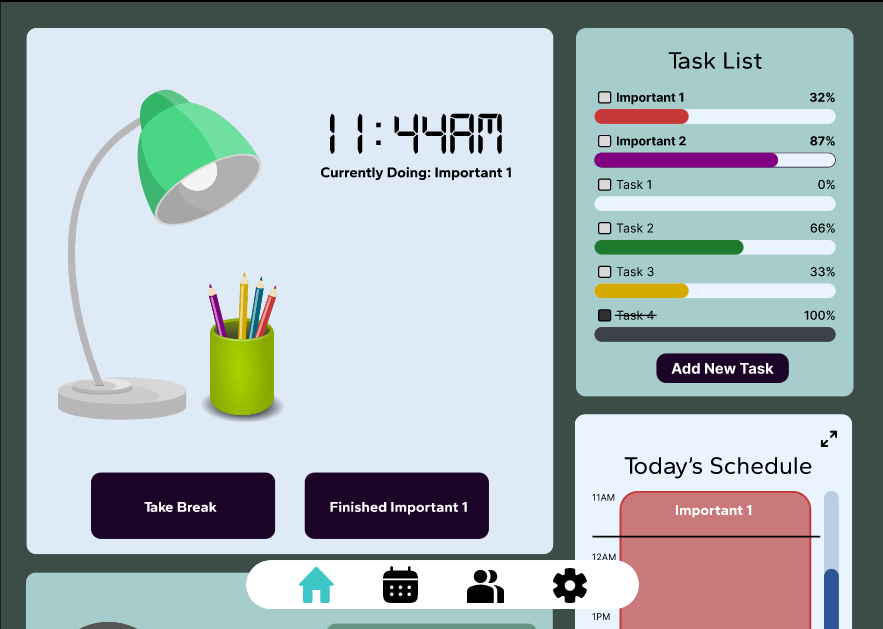 11:44AM
Currently Doing: Important 1
Take Break
Finished Important 1
Task List
Important 1 32%
Important 2 87%
Task 1 0%
Task 2 66%
Task 3 33%
Task 4 100%
Add New Task
Today's Schedule
11AM
Important 1
12AM
1PM